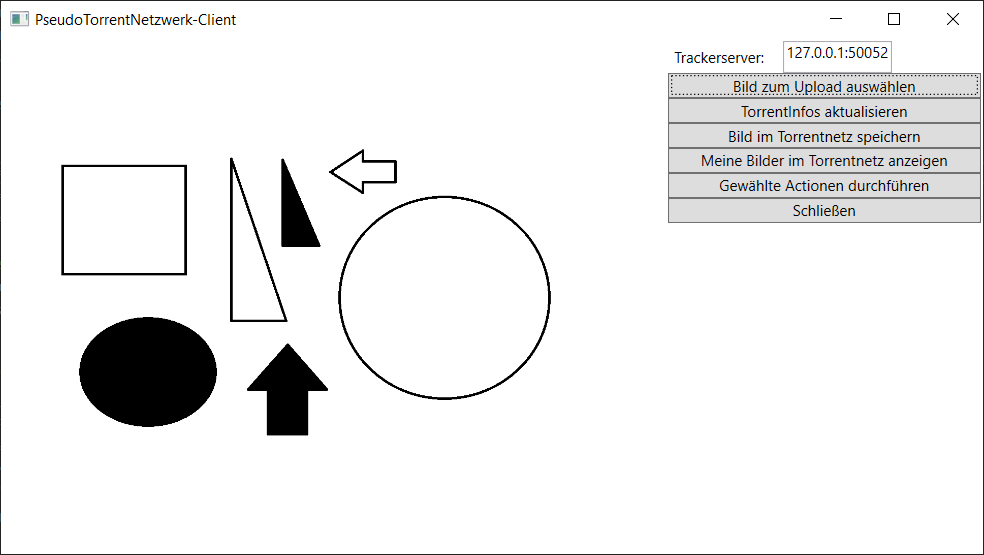 PseudoTorrentNetzwerk-Client
Trackerserver: 127.0.0.1:50052
Bild zum Upload auswählen
TorrentInfos aktualisieren
Bild im Torrentnetz speichern
Meine Bilder im Torrentnetz anzeigen
Gewählte Actionen durchführen
Schließen